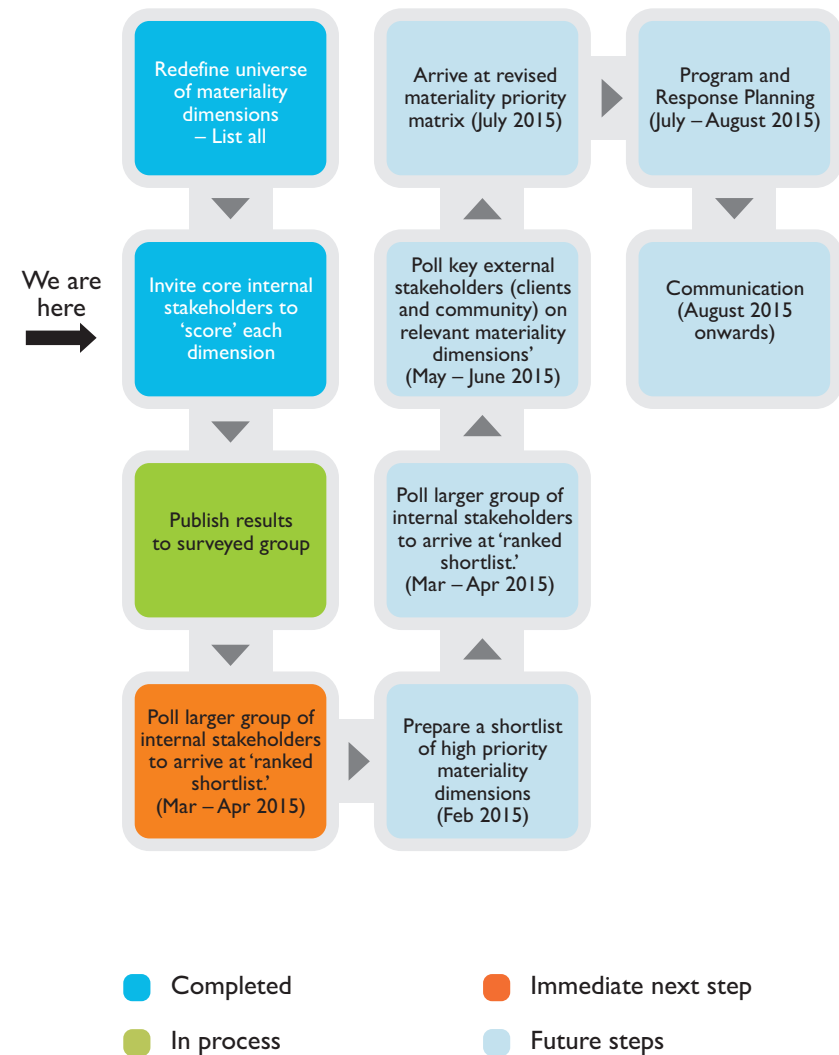 Redefine universe
of materiality
dimensions
– List all
We are
here
Invite core internal
stakeholders to
‘score’ each
dimension
Publish results
to surveyed group
Poll larger group of
internal stakeholders
to arrive at ‘ranked
shortlist.’
(Mar – Apr 2015)
Prepare a shortlist
of high priority
materiality
dimensions
(Feb 2015)
Poll larger group of
internal stakeholders
to arrive at ‘ranked
shortlist.’
(Mar – Apr 2015)
Poll key external
stakeholders (clients
and community) on
relevant materiality
dimensions’
(May – June 2015)
Arrive at revised
materiality priority
matrix (July 2015)
Program and
Response Planning
(July – August 2015)
Communication
(August 2015
onwards)
Completed
In process
Immediate next step
Future steps